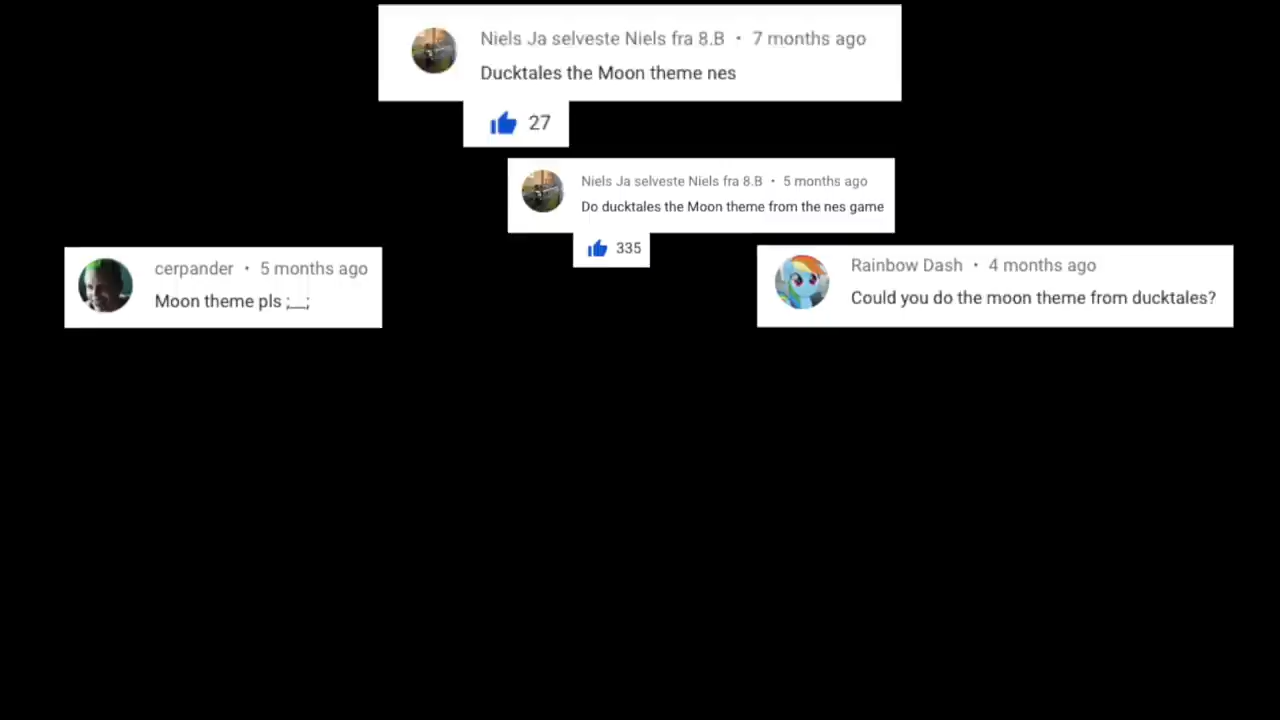 Niels Ja selveste Niels fra 8.B • 7 months ago
Ducktales the Moon theme nes
27
Niels Ja selveste Niels fra 8.B • 5 months ago
Do ducktales the Moon theme from the nes game
335
cerpander • 5 months ago
Moon theme pls ;__;
Rainbow Dash • 4 months ago
Could you do the moon theme from ducktales?